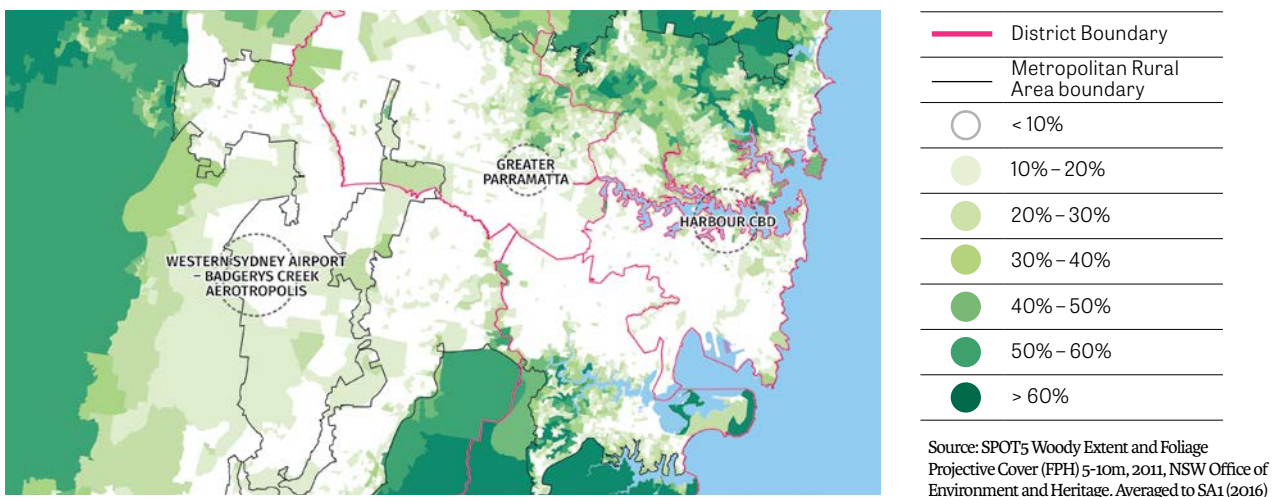 GREATER
PARRAMATTA
HARBOUR CBD
WESTERN SYDNEY AIRPORT
– BADGERYS CREEK
AEROTROPOLIS
District Boundary
Metropolitan Rural
Area boundary
< 10%
10% – 20%
20% – 30%
30% – 40%
40% – 50%
50% – 60%
> 60%
Source: SPOT5 Woody Extent and Foliage
Projective Cover (FPH) 5-10m, 2011, NSW Office of
Environment and Heritage. Averaged to SA1 (2016)